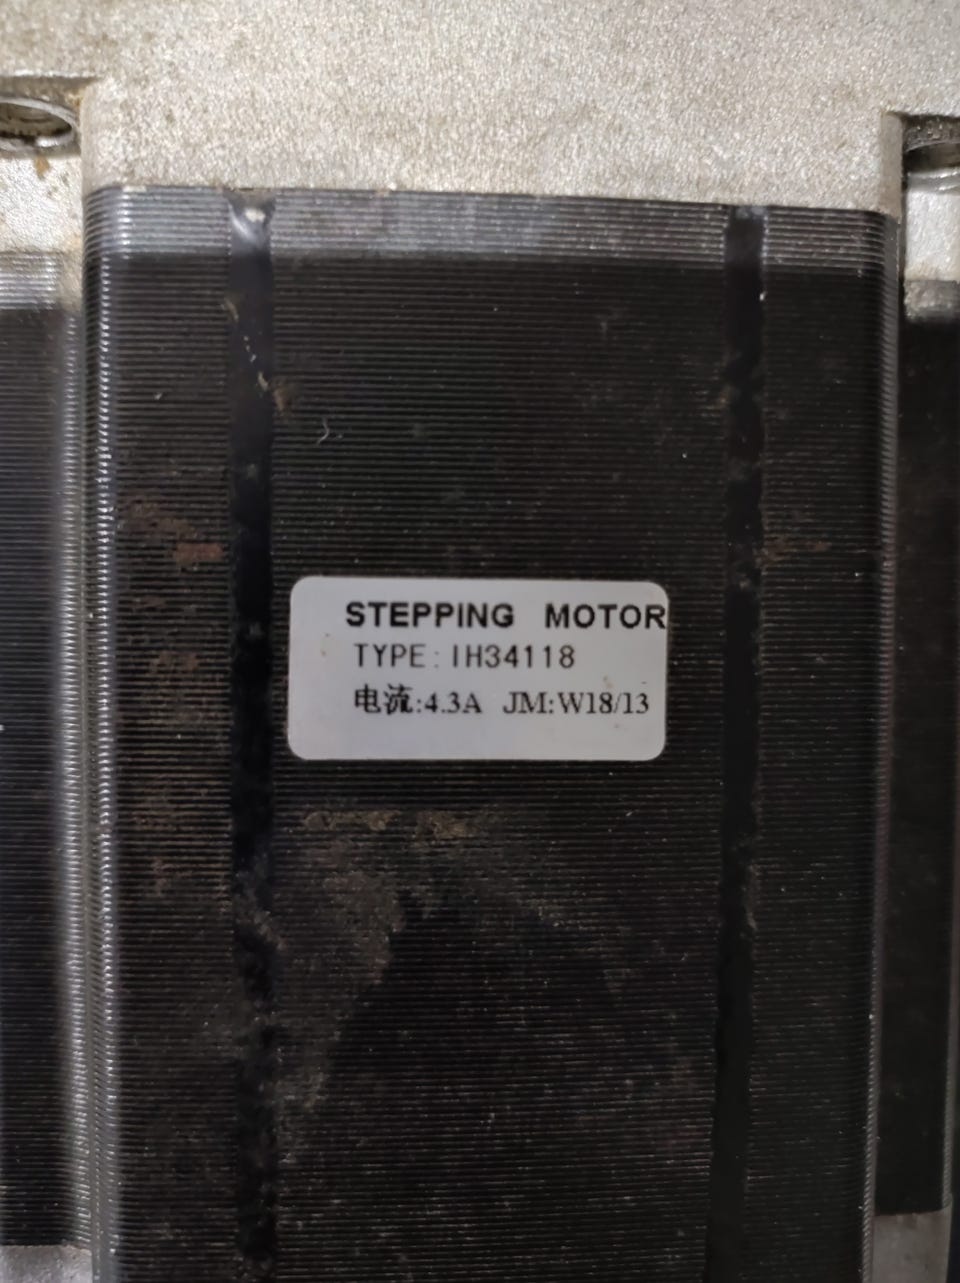 STEPPING MOTOR
TYPE: IH34118
电流:4.3A JM:W18/13